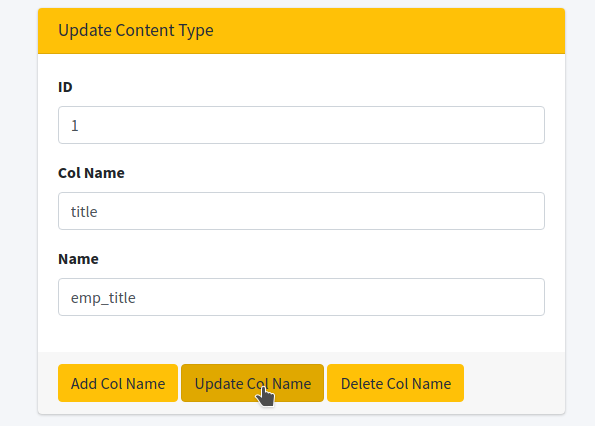 Update Content Type
ID
1
Col Name
title
Name
emp_title
Add Col Name Update Col Name Delete Col Name